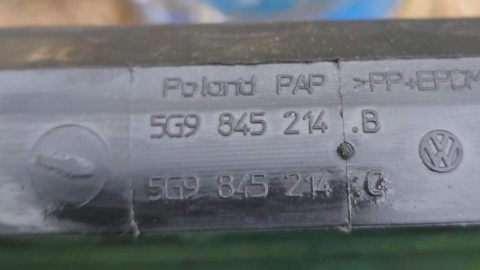 Poland PAP >PP+EPDM
5G9 845 214 .B
5G9 845 214 .C